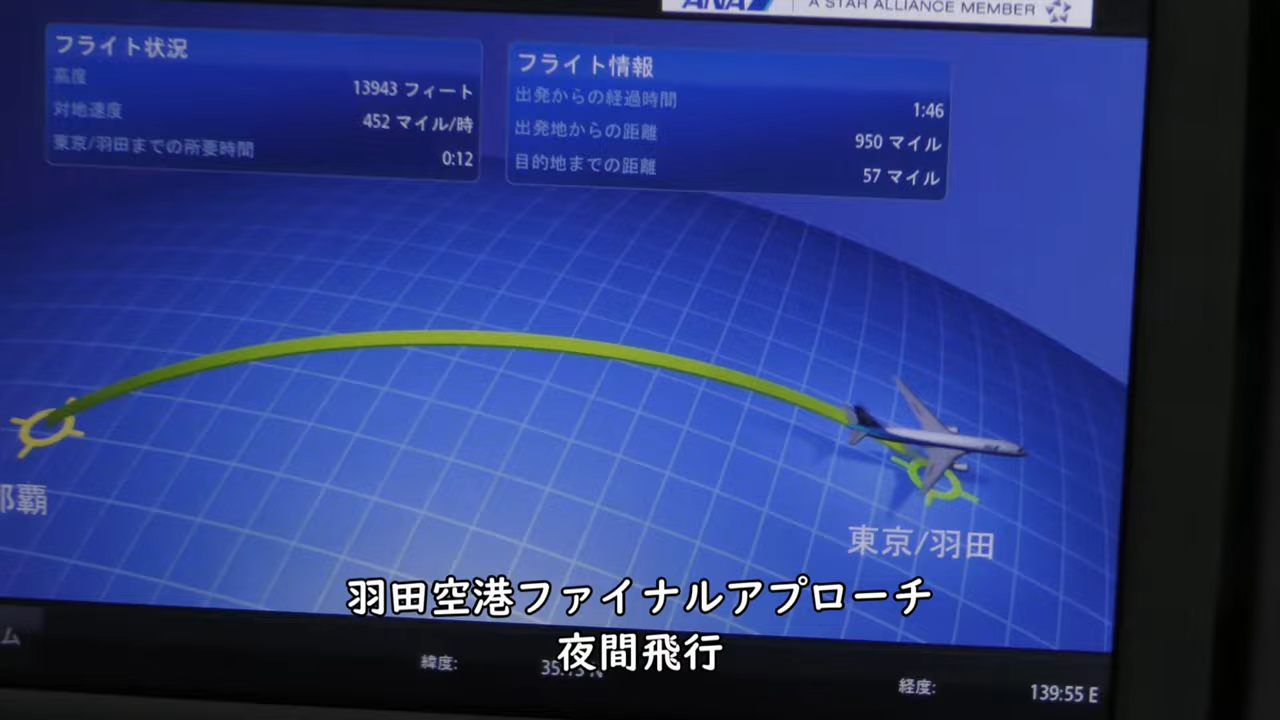 ANA
A STAR ALLIANCE MEMBER
フライト状況
高度 13943 フィート
対地速度 452 マイル/時
東京/羽田までの所要時間 0:12
フライト情報
出発からの経過時間 1:46
出発地からの距離 950 マイル
目的地までの距離 57 マイル
那覇
東京/羽田
羽田空港ファイナルアプローチ
夜間飛行
ム
緯度:
経度: 139:55 E